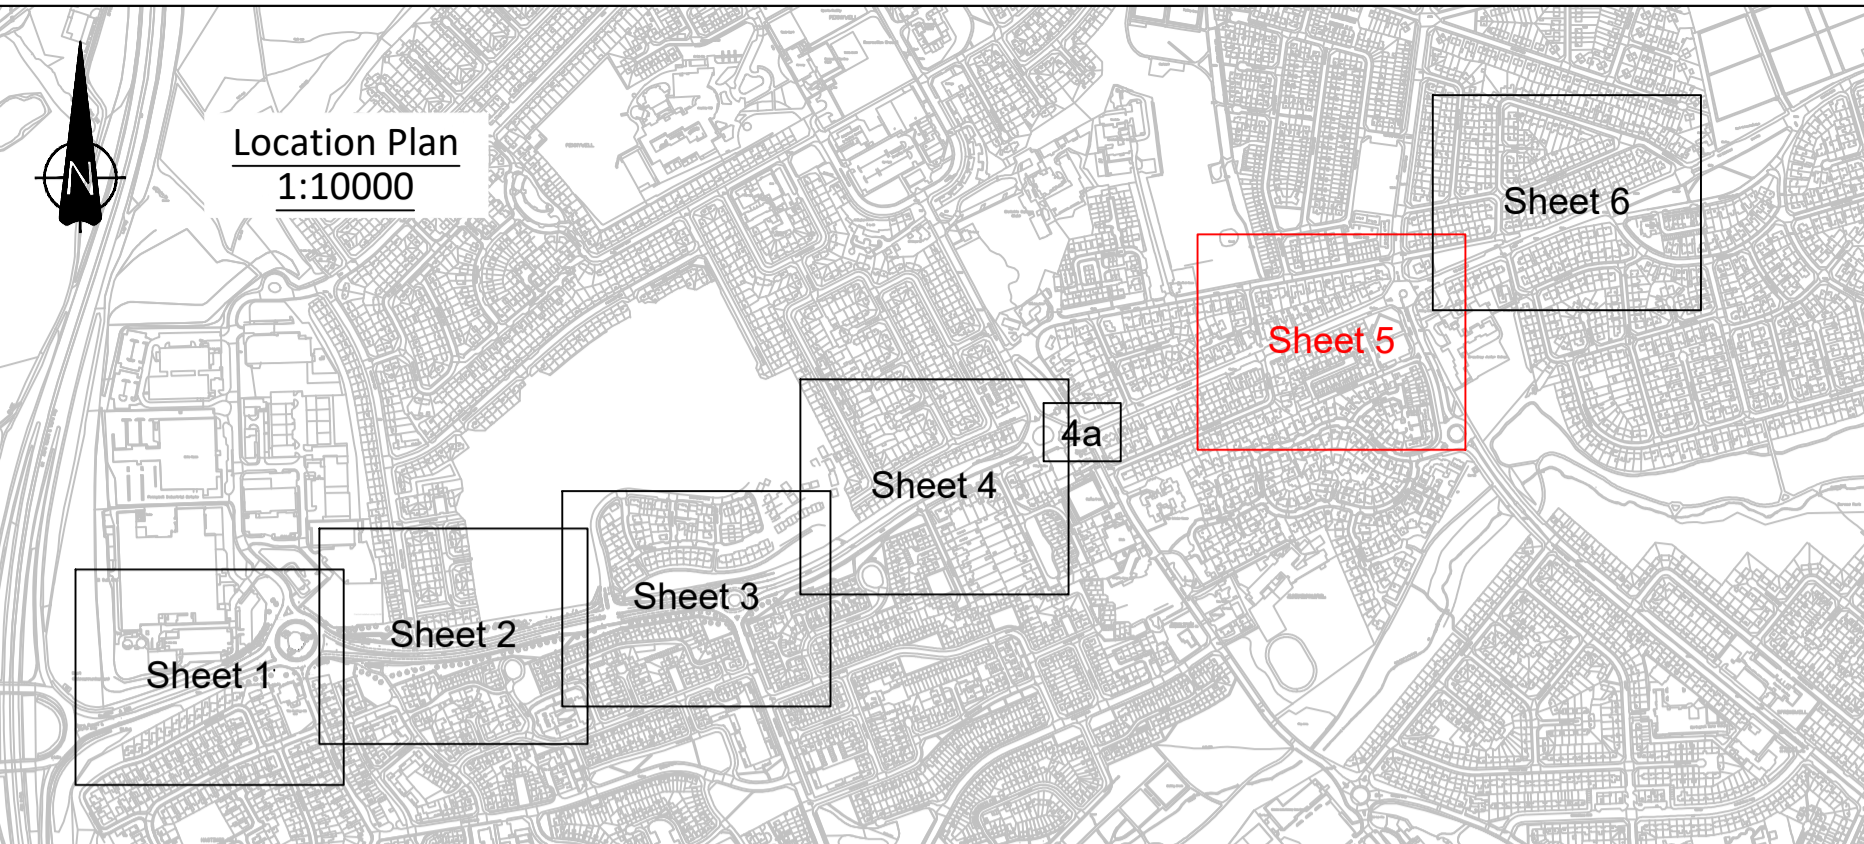 Location Plan
1:10000
N
Sheet 6
Sheet 5
4a
Sheet 4
Sheet 3
Sheet 2
Sheet 1